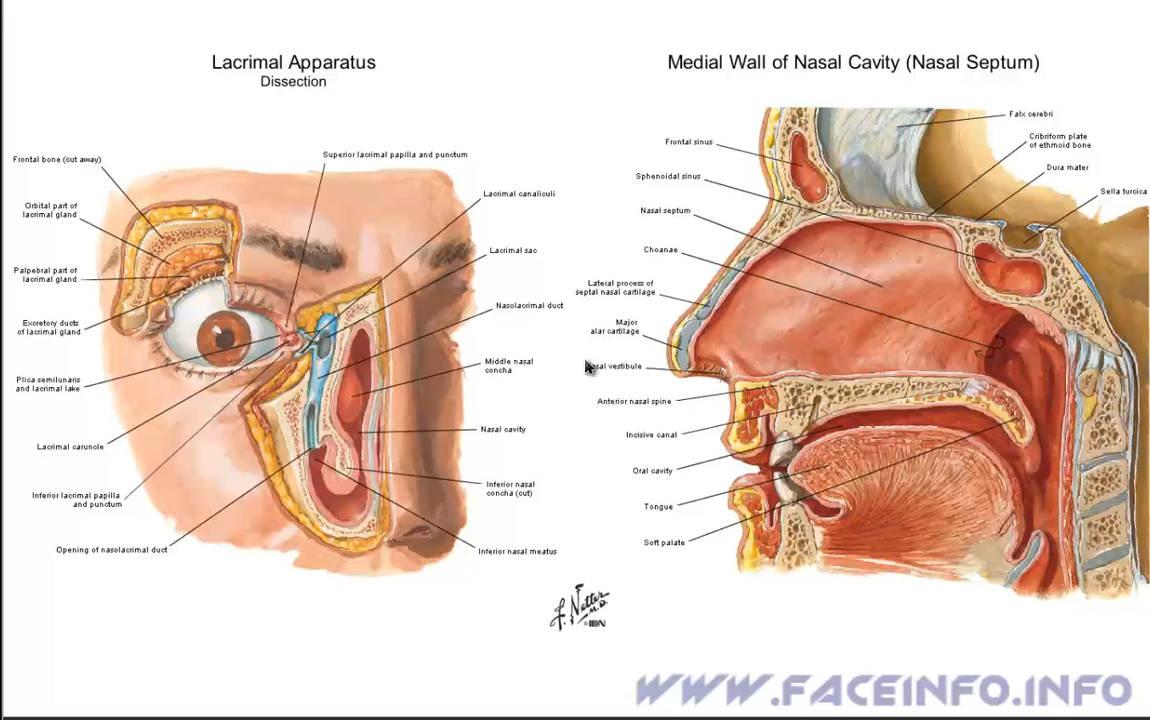 Lacrimal Apparatus
Dissection
Frontal bone (cut away)
Orbital part of
lacrimal gland
Palpebral part of
lacrimal gland
Excretory ducts
of lacrimal gland
Plica semilunaris
and lacrimal lake
Lacrimal caruncle
Inferior lacrimal papilla
and punctum
Opening of nasolacrimal duct
Superior lacrimal papilla and punctum
Lacrimal canaliculi
Lacrimal sac
Nasolacrimal duct
Middle nasal
concha
Nasal cavity
Inferior nasal
concha (cut)
Inferior nasal meatus
Medial Wall of Nasal Cavity (Nasal Septum)
Frontal sinus
Sphenoidal sinus
Nasal septum
Choanae
Lateral process of
septal nasal cartilage
Major
alar cartilage
vestibule
Anterior nasal spine
Incisive canal
Oral cavity
Tongue
Soft palate
Falx cerebri
Cribriform plate
of ethmoid bone
Dura mater
Sella turcica
F. Netter
M.D.
©IDN
WWW.FACEINFO.INFO